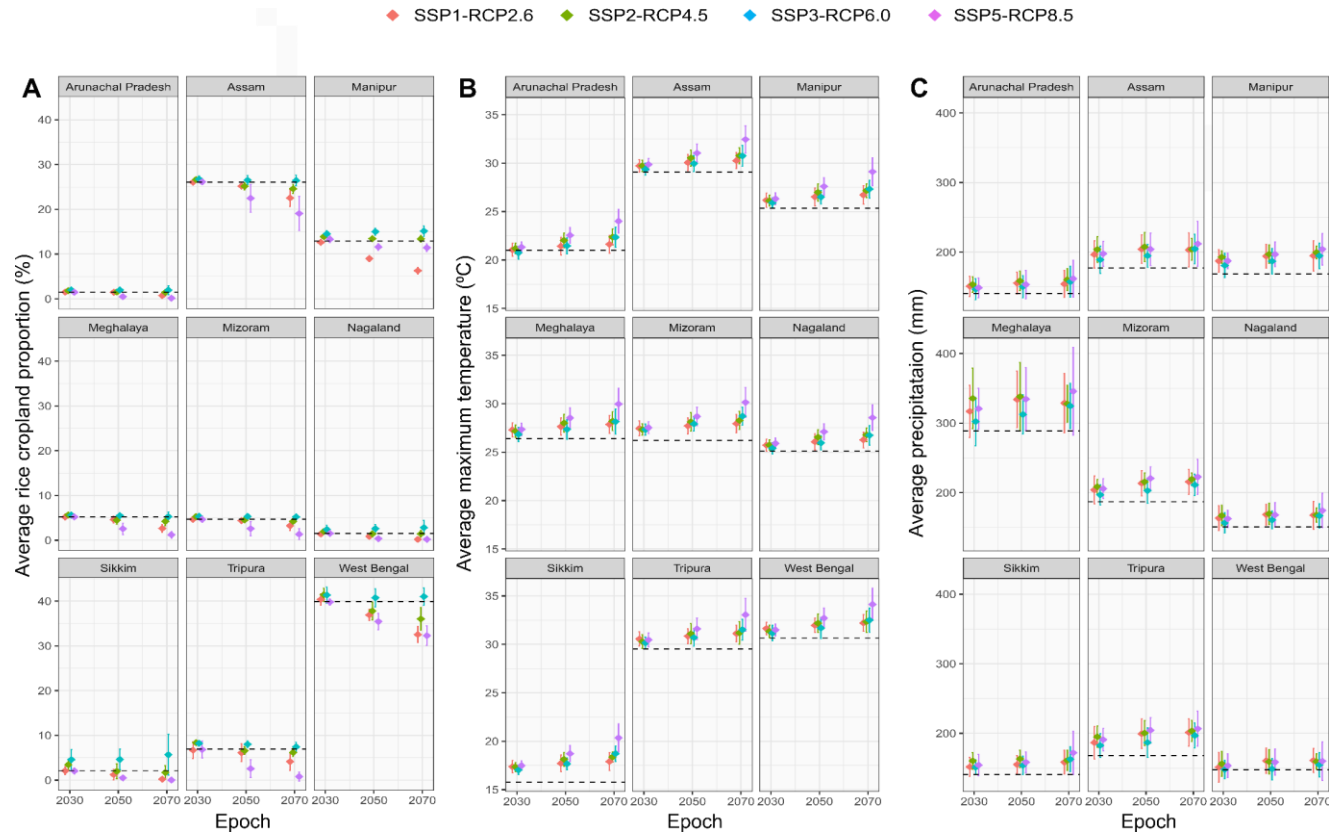 SSP1-RCP2.6 SSP2-RCP4.5 SSP3-RCP6.0 SSP5-RCP8.5
A
Arunachal Pradesh Assam Manipur
40
30
20
10
0
Meghalaya Mizoram Nagaland
40
30
20
10
0
Sikkim Tripura West Bengal
40
30
20
10
0
2030 2050 2070 2030 2050 2070 2030 2050 2070
Average rice cropland proportion (%)
Epoch
B
Arunachal Pradesh Assam Manipur
35
30
25
20
15
Meghalaya Mizoram Nagaland
35
30
25
20
15
Sikkim Tripura West Bengal
35
30
25
20
15
2030 2050 2070 2030 2050 2070 2030 2050 2070
Average maximum temperature (ºC)
Epoch
C
Arunachal Pradesh Assam Manipur
400
300
200
Meghalaya Mizoram Nagaland
400
300
200
Sikkim Tripura West Bengal
400
300
200
2030 2050 2070 2030 2050 2070 2030 2050 2070
Average precipitataion (mm)
Epoch